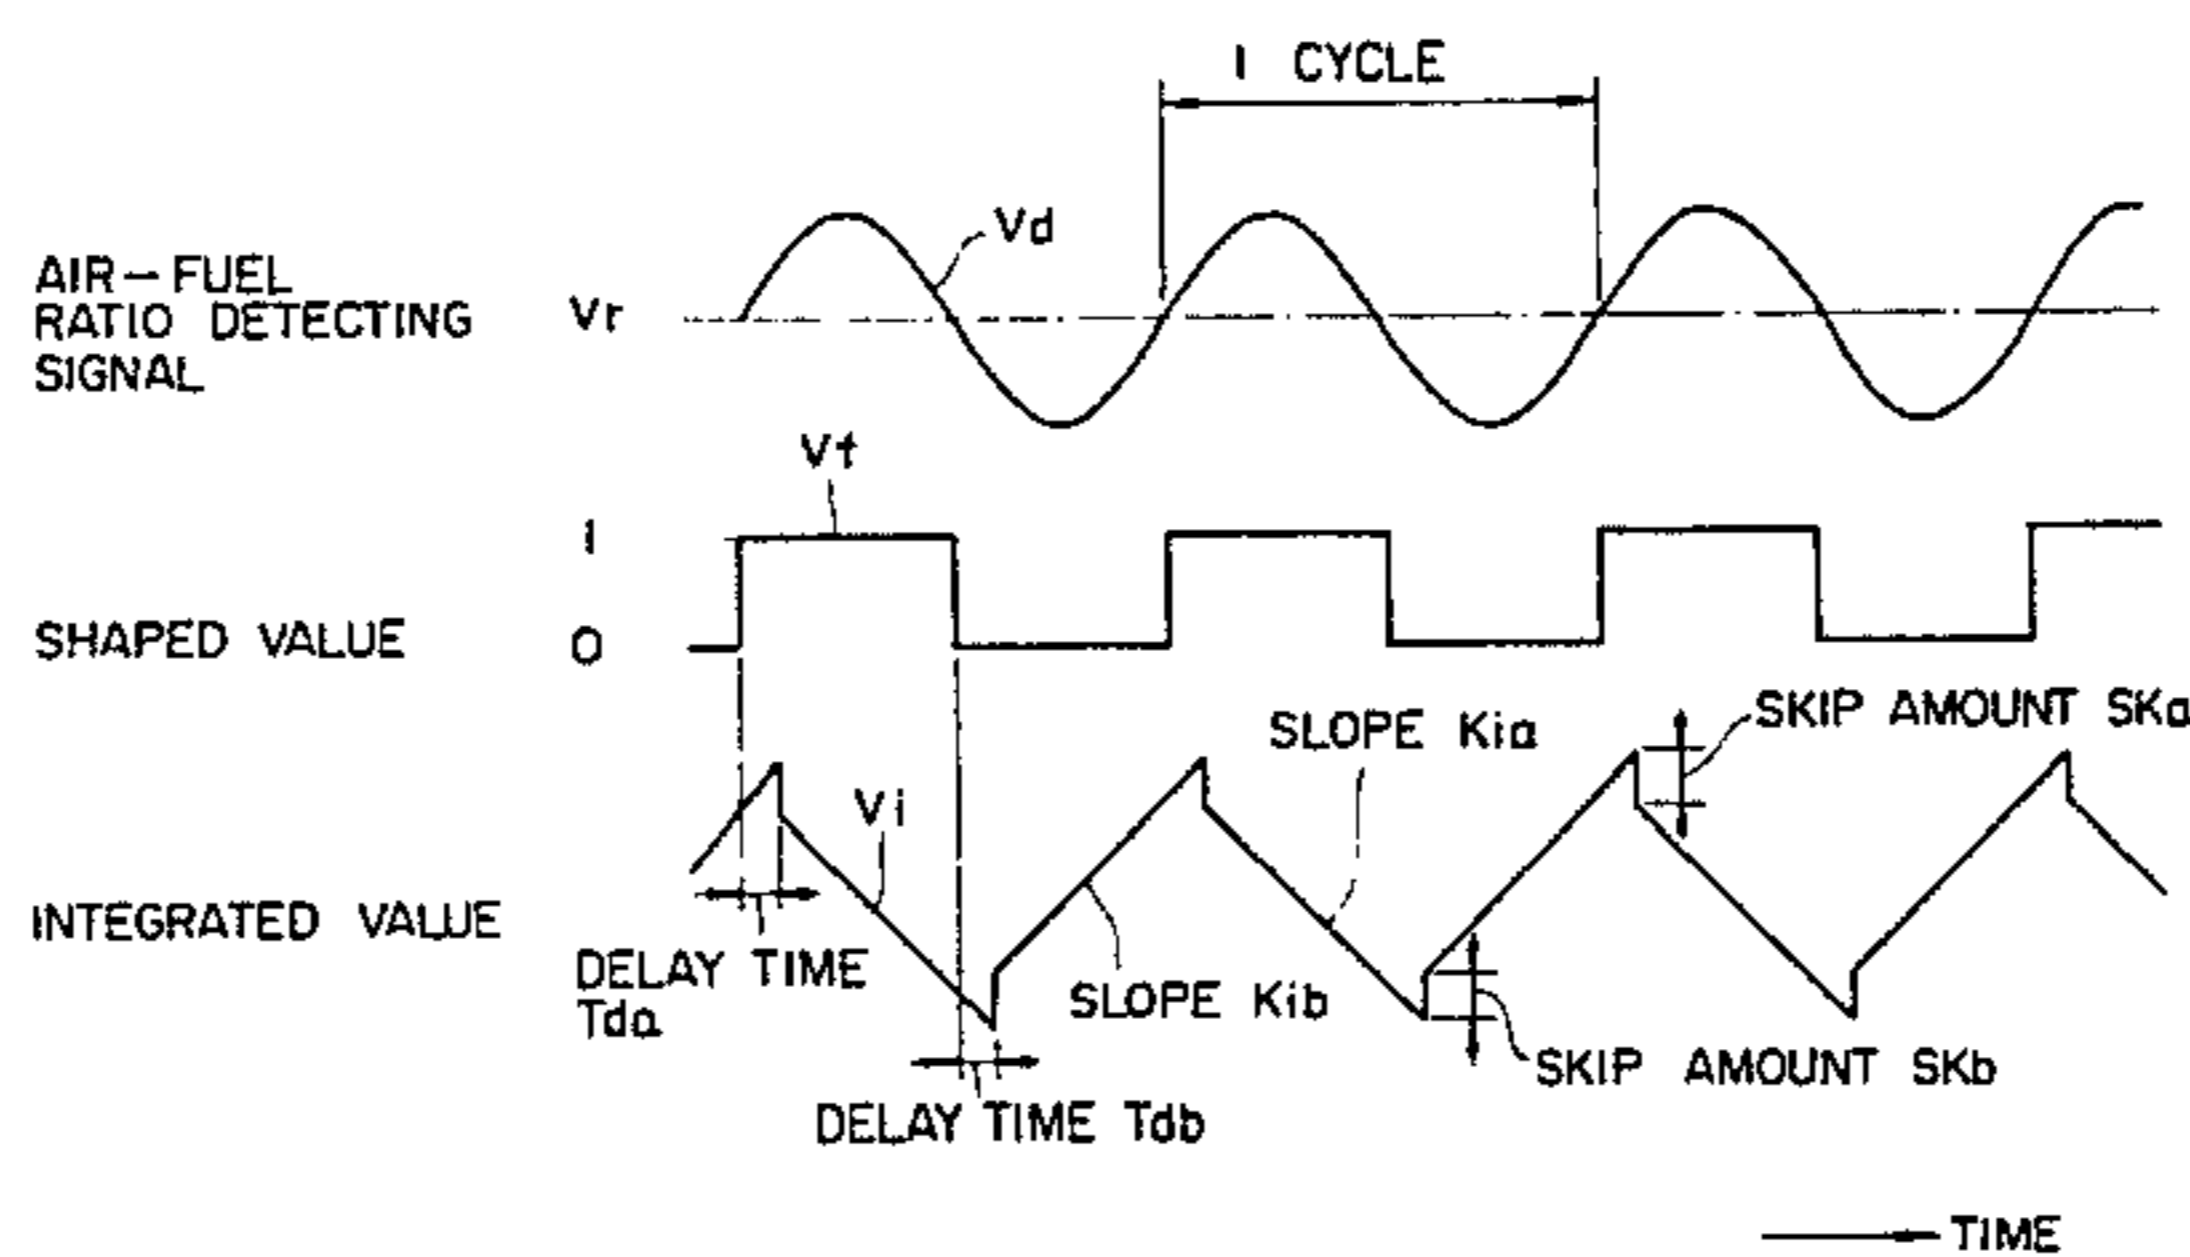 1 CYCLE
Vd
AIR-FUEL
RATIO DETECTING
SIGNAL
Vr
Vf
1
SHAPED VALUE
0
SKIP AMOUNT SKa
SLOPE Kia
Vi
INTEGRATED VALUE
DELAY TIME
Tda
SLOPE Kib
SKIP AMOUNT SKb
DELAY TIME Tdb
TIME